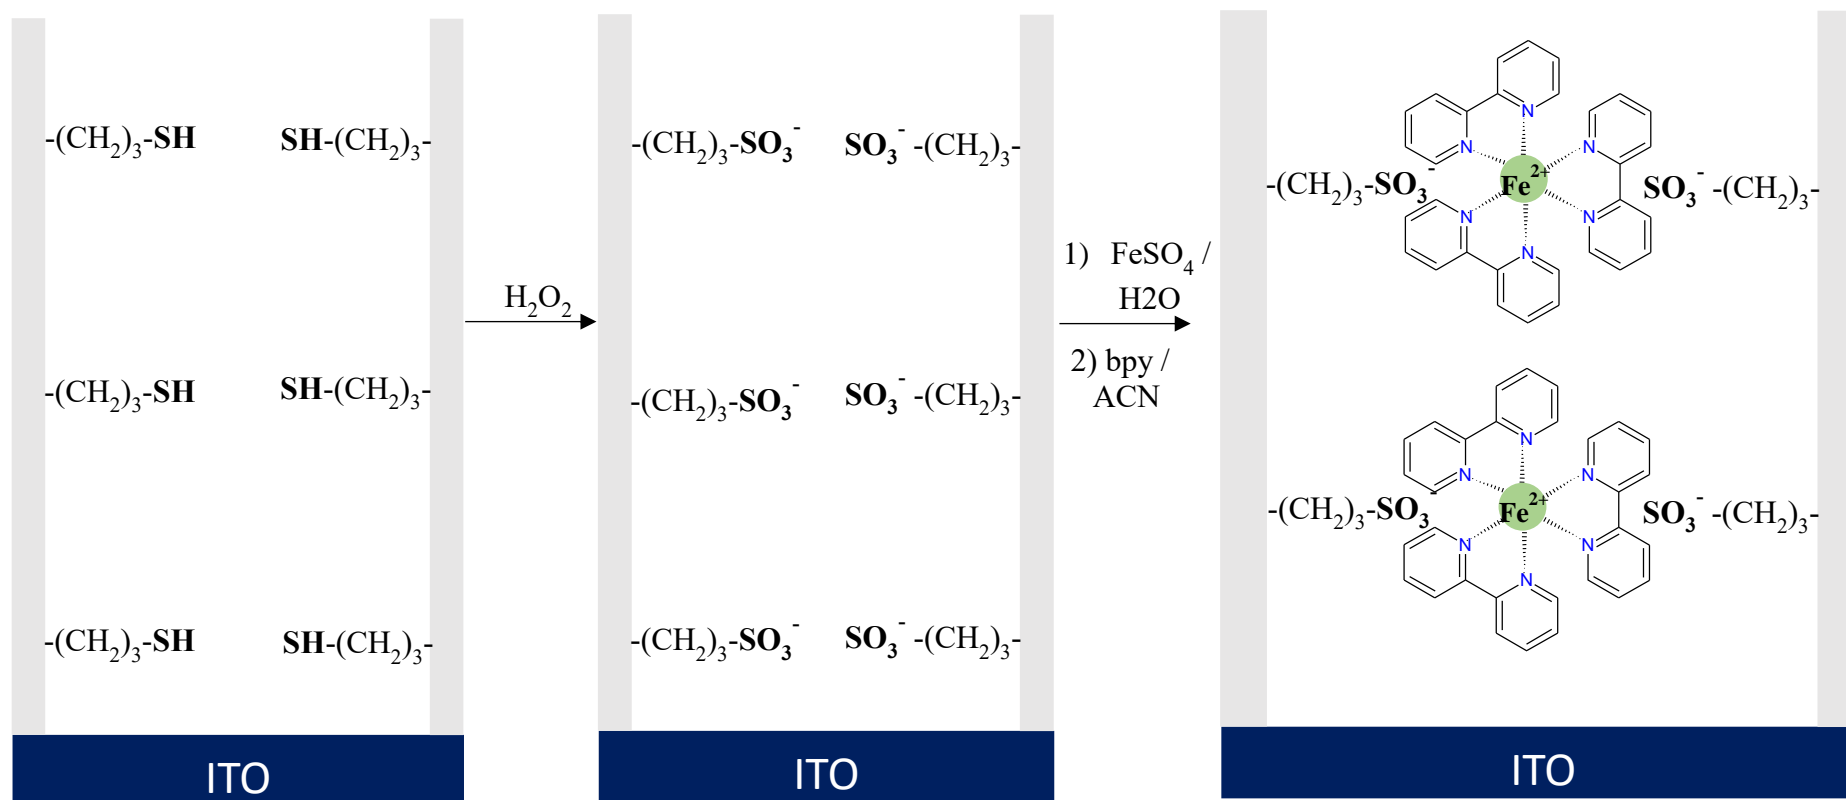 -(CH2)3-SH SH-(CH2)3-
-(CH2)3-SH SH-(CH2)3-
-(CH2)3-SH SH-(CH2)3-
ITO
H2O2
-(CH2)3-SO3- SO3- -(CH2)3-
-(CH2)3-SO3- SO3- -(CH2)3-
-(CH2)3-SO3- SO3- -(CH2)3-
ITO
1) FeSO4 /
H2O
2) bpy /
ACN
N
N N
-(CH2)3-SO3- Fe2+ SO3- -(CH2)3-
N N
N
N
N N
-(CH2)3-SO3- Fe2+ SO3- -(CH2)3-
N N
N
ITO